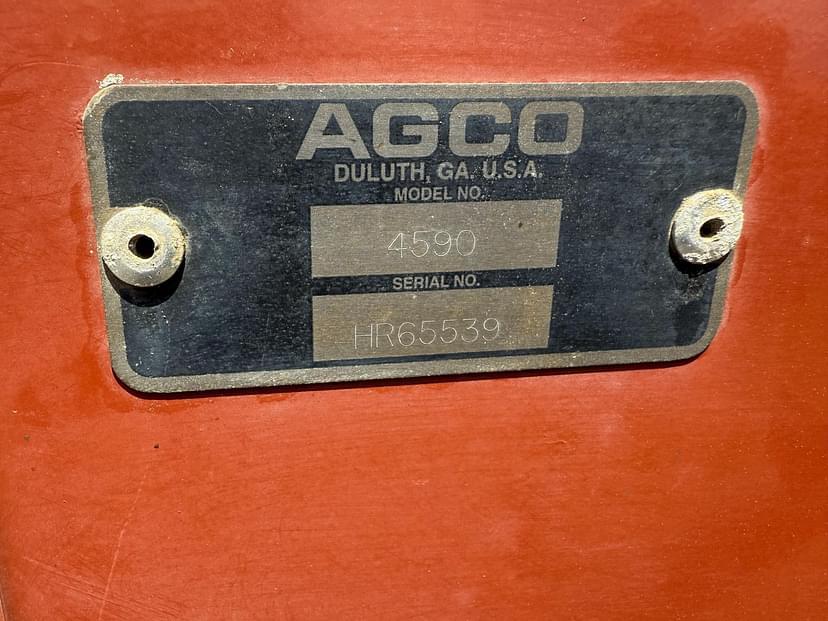 AGCO
DULUTH, GA. U.S.A.
MODEL NO.
4590
SERIAL NO.
HR65539